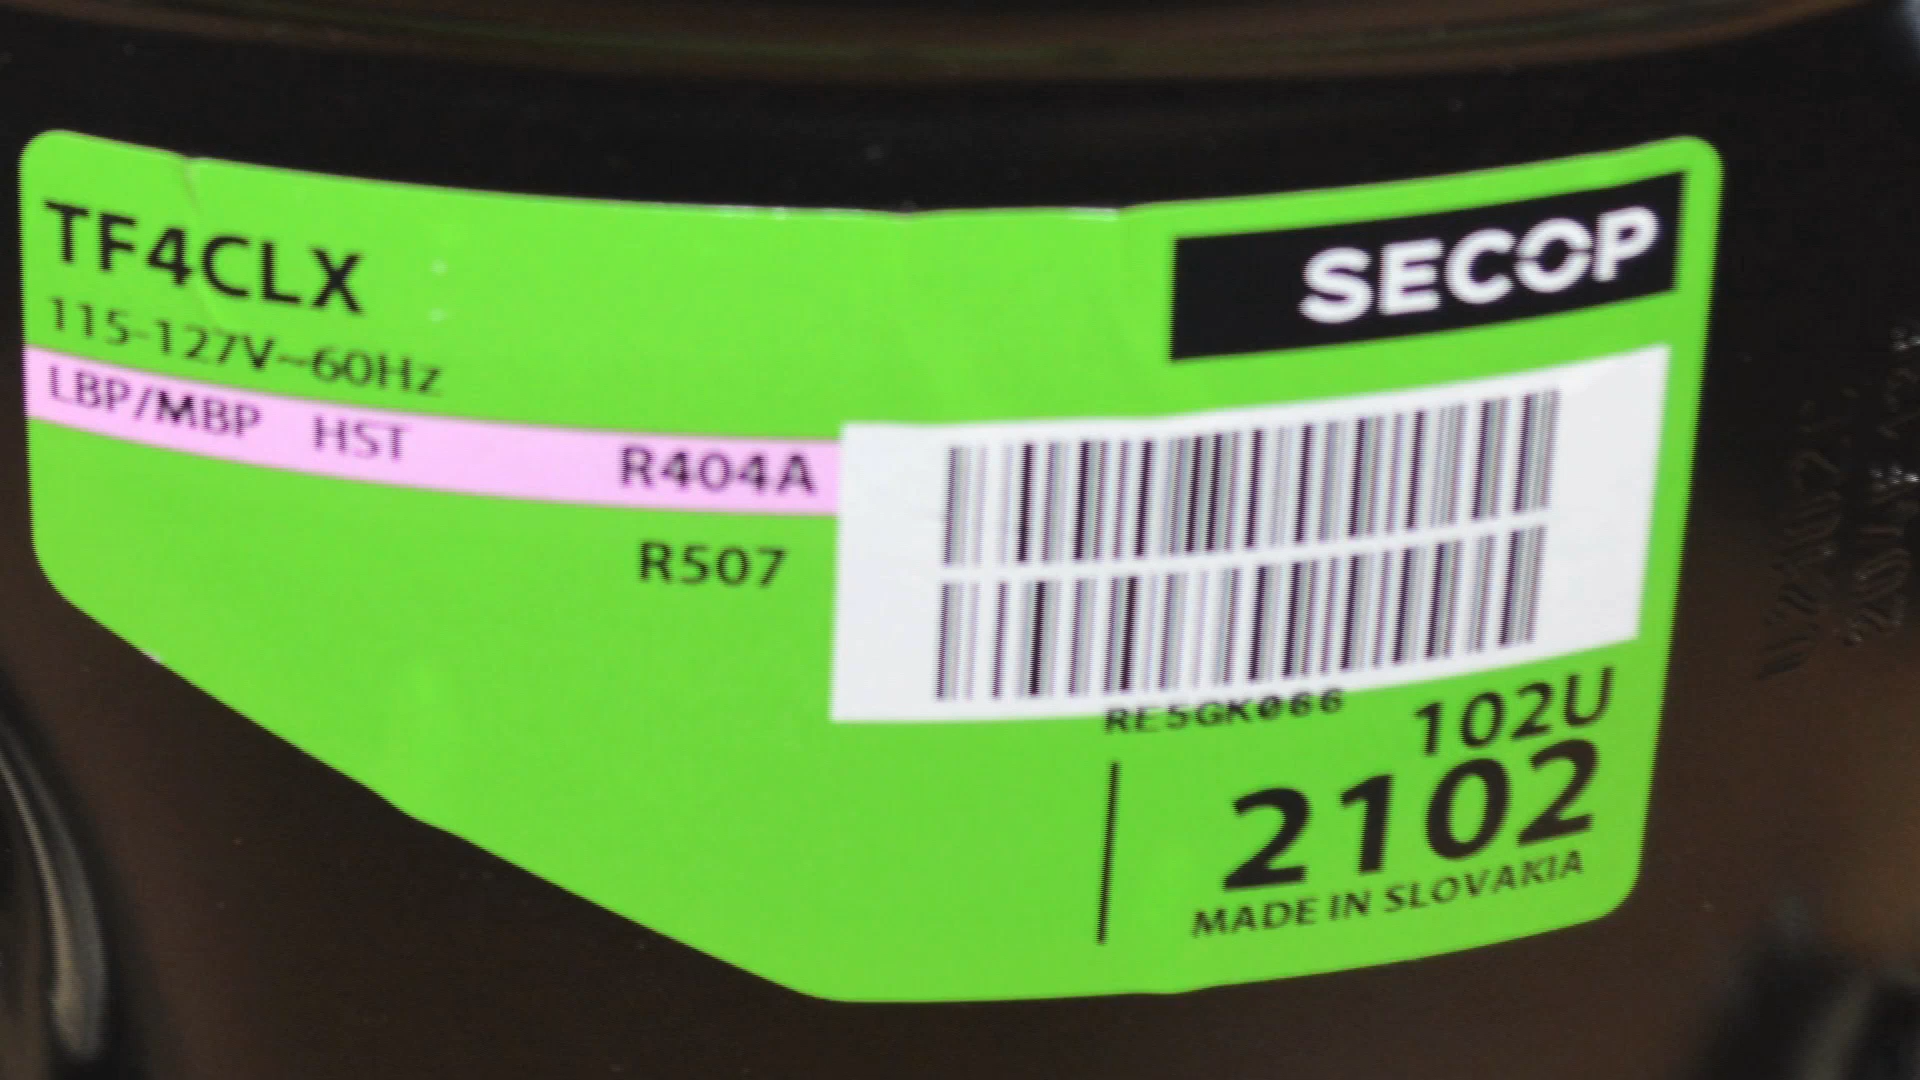 TF4CLX
115-127V~60Hz
LBP/MBP HST R404A
R507
SECOP
RE5GK066
102U
2102
MADE IN SLOVAKIA